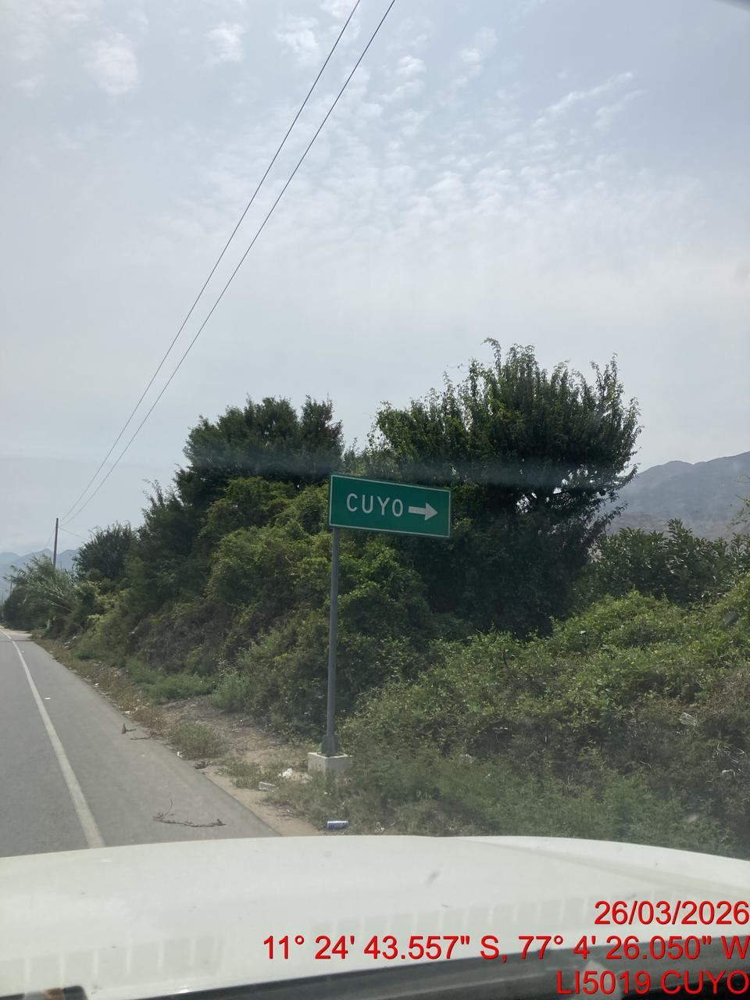 CUYO →
26/03/2026
11° 24' 43.557" S, 77° 4' 26.050" W
LI5019 CUYO